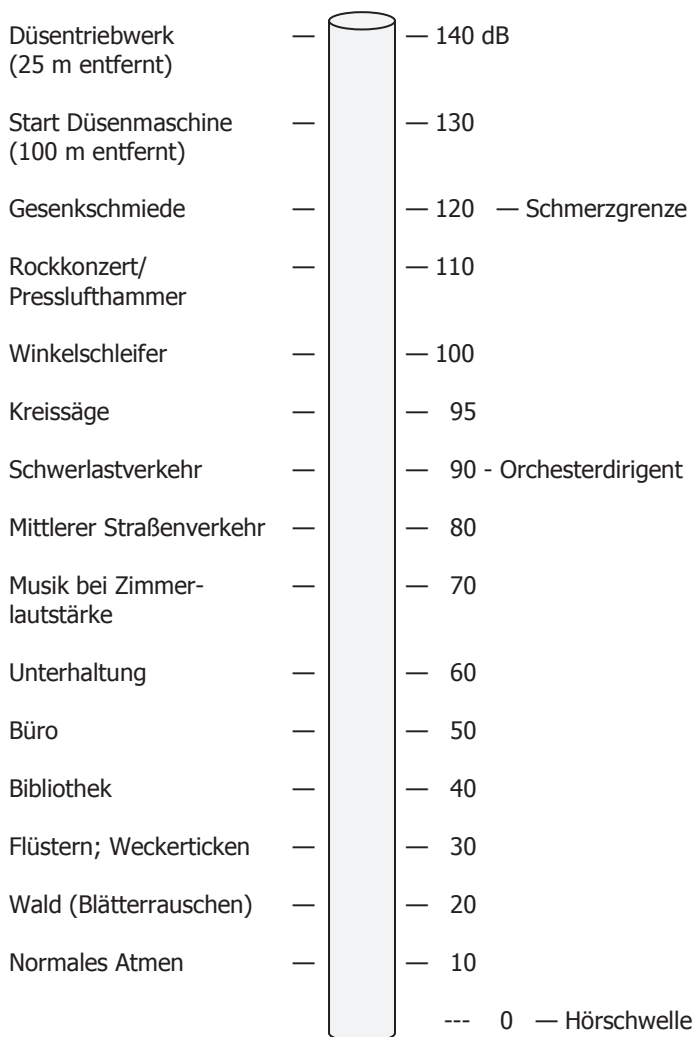 Düsentriebwerk — — 140 dB
(25 m entfernt)
Start Düsenmaschine — — 130
(100 m entfernt)
Gesenkschmiede — — 120 — Schmerzgrenze
Rockkonzert/ — — 110
Presslufthammer
Winkelschleifer — — 100
Kreissäge — — 95
Schwerlastverkehr — — 90 - Orchesterdirigent
Mittlerer Straßenverkehr — — 80
Musik bei Zimmer- — — 70
lautstärke
Unterhaltung — — 60
Büro — — 50
Bibliothek — — 40
Flüstern; Weckerticken — — 30
Wald (Blätterrauschen) — — 20
Normales Atmen — — 10
--- 0 — Hörschwelle